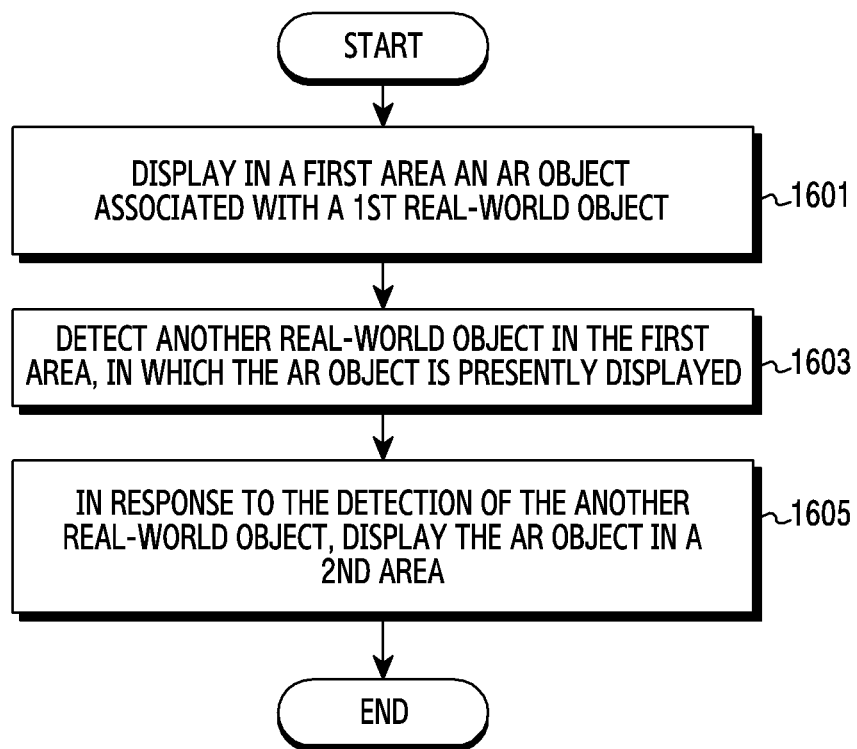 START
DISPLAY IN A FIRST AREA AN AR OBJECT
ASSOCIATED WITH A 1ST REAL-WORLD OBJECT
1601
DETECT ANOTHER REAL-WORLD OBJECT IN THE FIRST
AREA, IN WHICH THE AR OBJECT IS PRESENTLY DISPLAYED
1603
IN RESPONSE TO THE DETECTION OF THE ANOTHER
REAL-WORLD OBJECT, DISPLAY THE AR OBJECT IN A
2ND AREA
1605
END